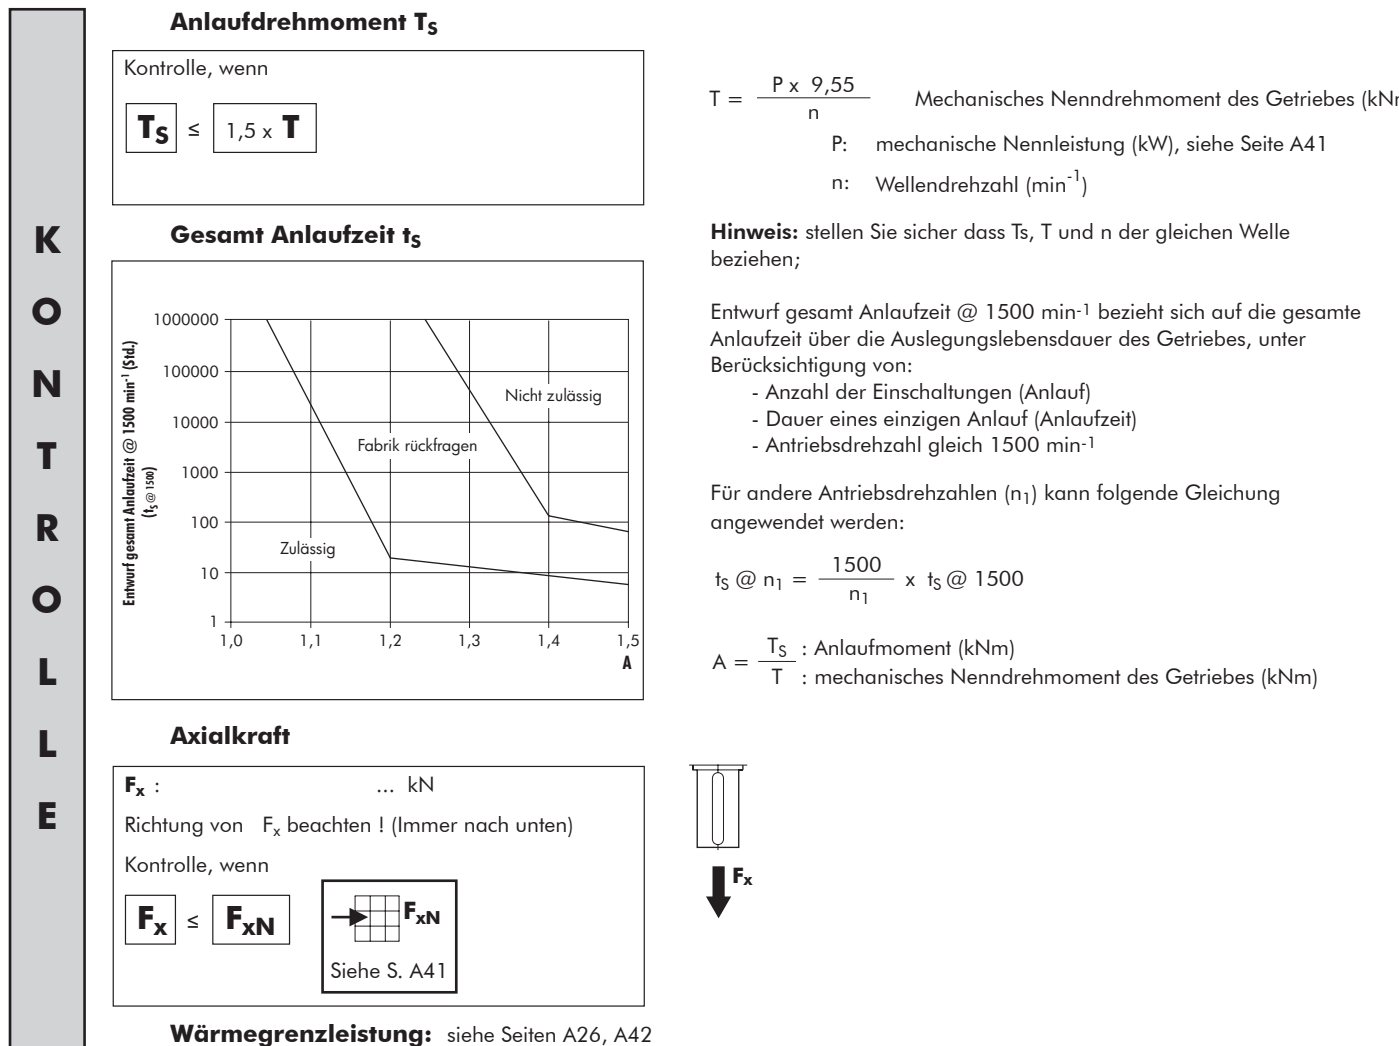 KONTROLLE
Anlaufdrehmoment TS
Kontrolle, wenn
TS ≤ 1,5 x T
T = P x 9,55 / n Mechanisches Nenndrehmoment des Getriebes (kNm
P: mechanische Nennleistung (kW), siehe Seite A41
n: Wellendrehzahl (min-1)
Gesamt Anlaufzeit tS
Entwurf gesamt Anlaufzeit @ 1500 min-1 (Std.)
(tS @ 1500)
1000000
100000
10000
1000
100
10
1
1,0 1,1 1,2 1,3 1,4 1,5
A
Nicht zulässig
Fabrik rückfragen
Zulässig
Hinweis: stellen Sie sicher dass Ts, T und n der gleichen Welle
beziehen;
Entwurf gesamt Anlaufzeit @ 1500 min-1 bezieht sich auf die gesamte
Anlaufzeit über die Auslegungslebensdauer des Getriebes, unter
Berücksichtigung von:
- Anzahl der Einschaltungen (Anlauf)
- Dauer eines einzigen Anlauf (Anlaufzeit)
- Antriebsdrehzahl gleich 1500 min-1
Für andere Antriebsdrehzahlen (n1) kann folgende Gleichung
angewendet werden:
tS @ n1 = 1500 / n1 x tS @ 1500
A = TS : Anlaufmoment (kNm)
T : mechanisches Nenndrehmoment des Getriebes (kNm)
Axialkraft
Fx : ... kN
Richtung von Fx beachten ! (Immer nach unten)
Kontrolle, wenn
Fx ≤ FxN
FxN
Siehe S. A41
Fx
Wärmegrenzleistung: siehe Seiten A26, A42